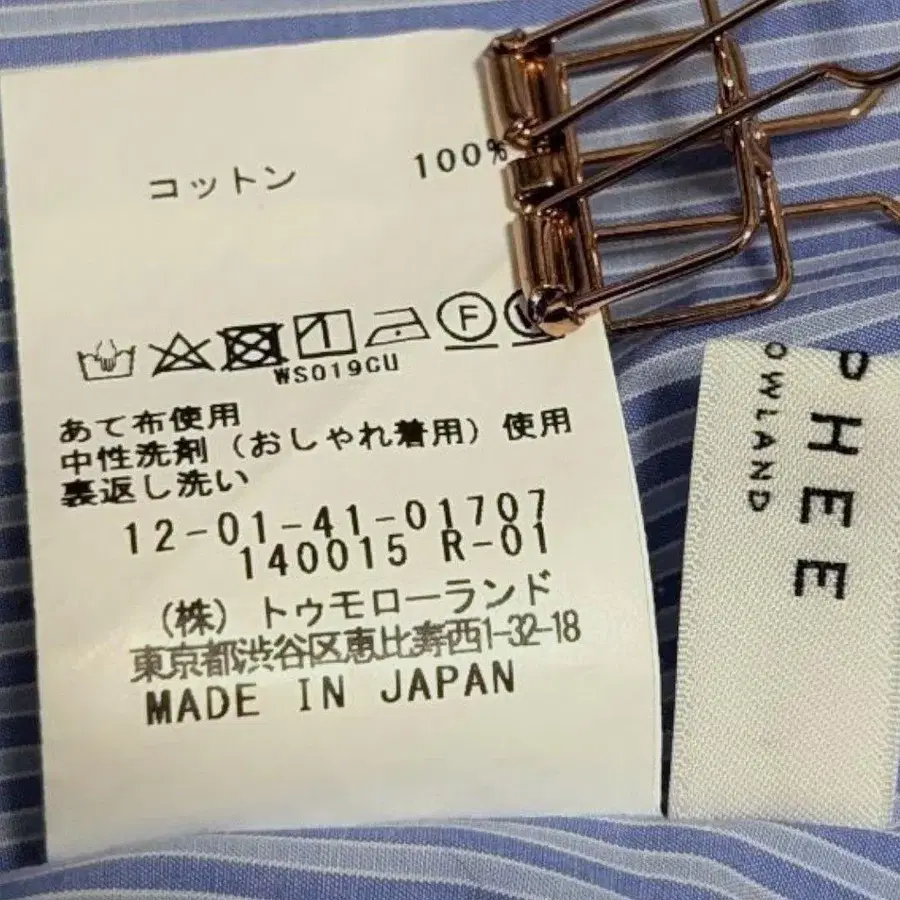 コットン 100%
F
WS019CU
あて布使用
中性洗剤（おしゃれ着用）使用
裏返し洗い
12-01-41-01707
140015 R-01
（株）トゥモローランド
東京都渋谷区恵比寿西1-32-18
MADE IN JAPAN
PHEE
OWLAND